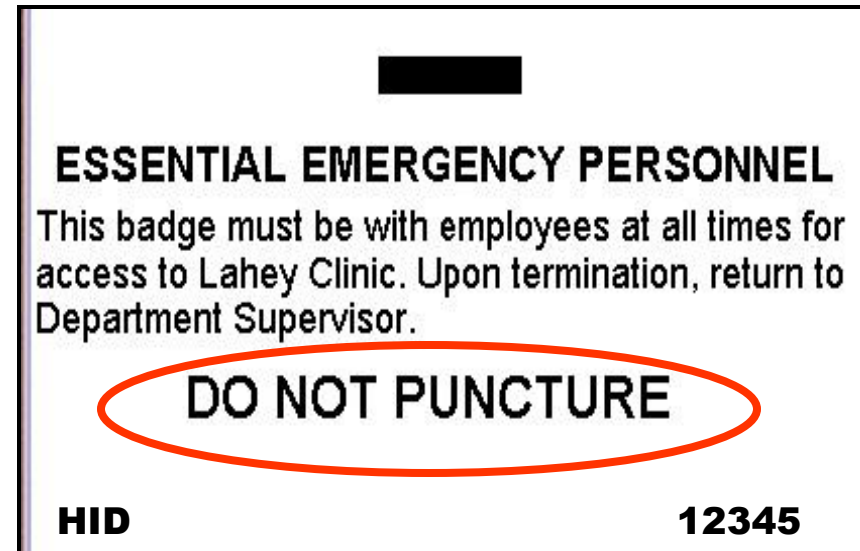 ESSENTIAL EMERGENCY PERSONNEL
This badge must be with employees at all times for
access to Lahey Clinic. Upon termination, return to
Department Supervisor.
DO NOT PUNCTURE
HID 12345